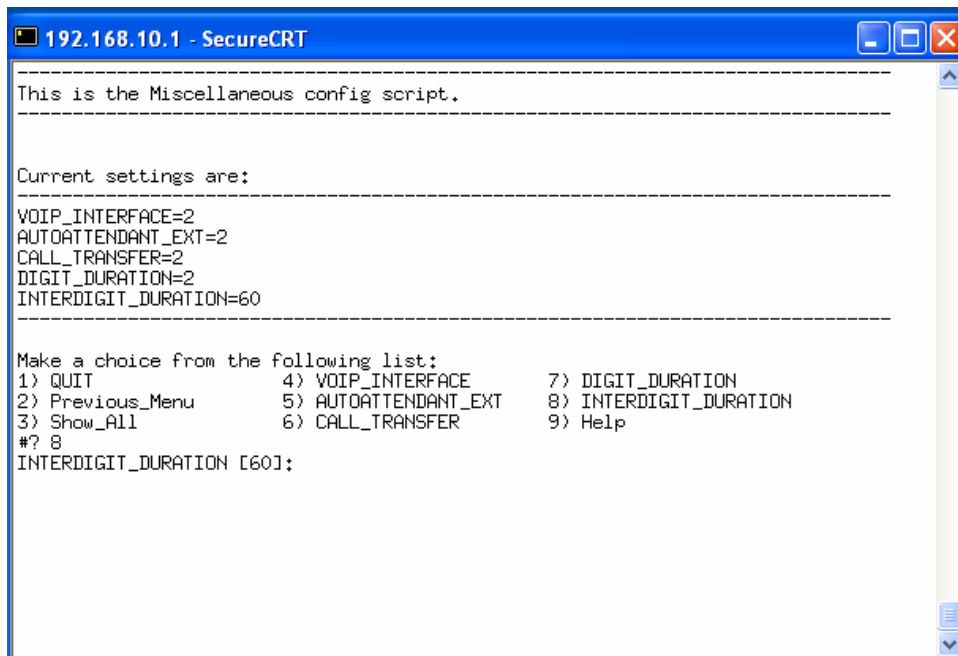 192.168.10.1 - SecureCRT
--------------------------------------------------------------------------------
This is the Miscellaneous config script.
--------------------------------------------------------------------------------
Current settings are:
--------------------------------------------------------------------------------
VOIP_INTERFACE=2
AUTOATTENDANT_EXT=2
CALL_TRANSFER=2
DIGIT_DURATION=2
INTERDIGIT_DURATION=60
--------------------------------------------------------------------------------
Make a choice from the following list:
1) QUIT 4) VOIP_INTERFACE 7) DIGIT_DURATION
2) Previous_Menu 5) AUTOATTENDANT_EXT 8) INTERDIGIT_DURATION
3) Show_All 6) CALL_TRANSFER 9) Help
#? 8
INTERDIGIT_DURATION [60]: